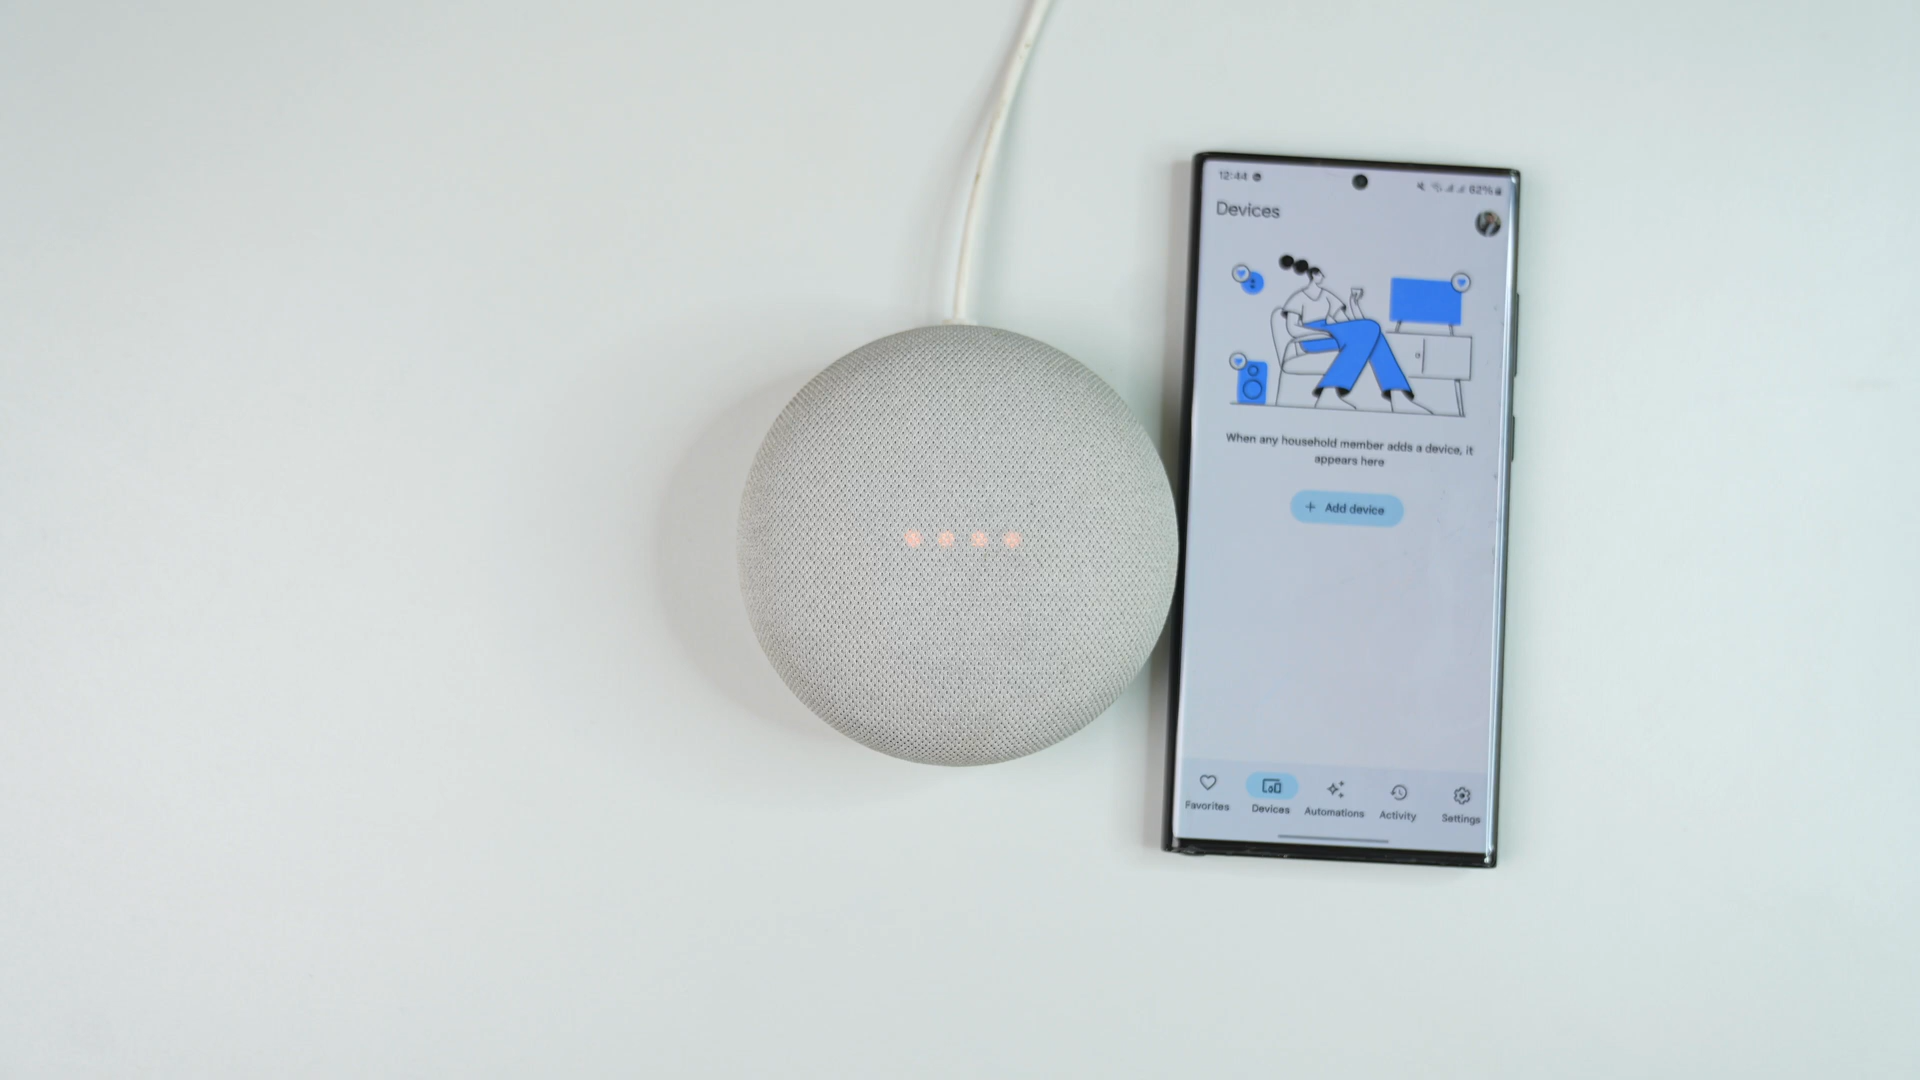 12:44
82%
Devices
When any household member adds a device, it
appears here
+ Add device
Favorites Devices Automations Activity Settings